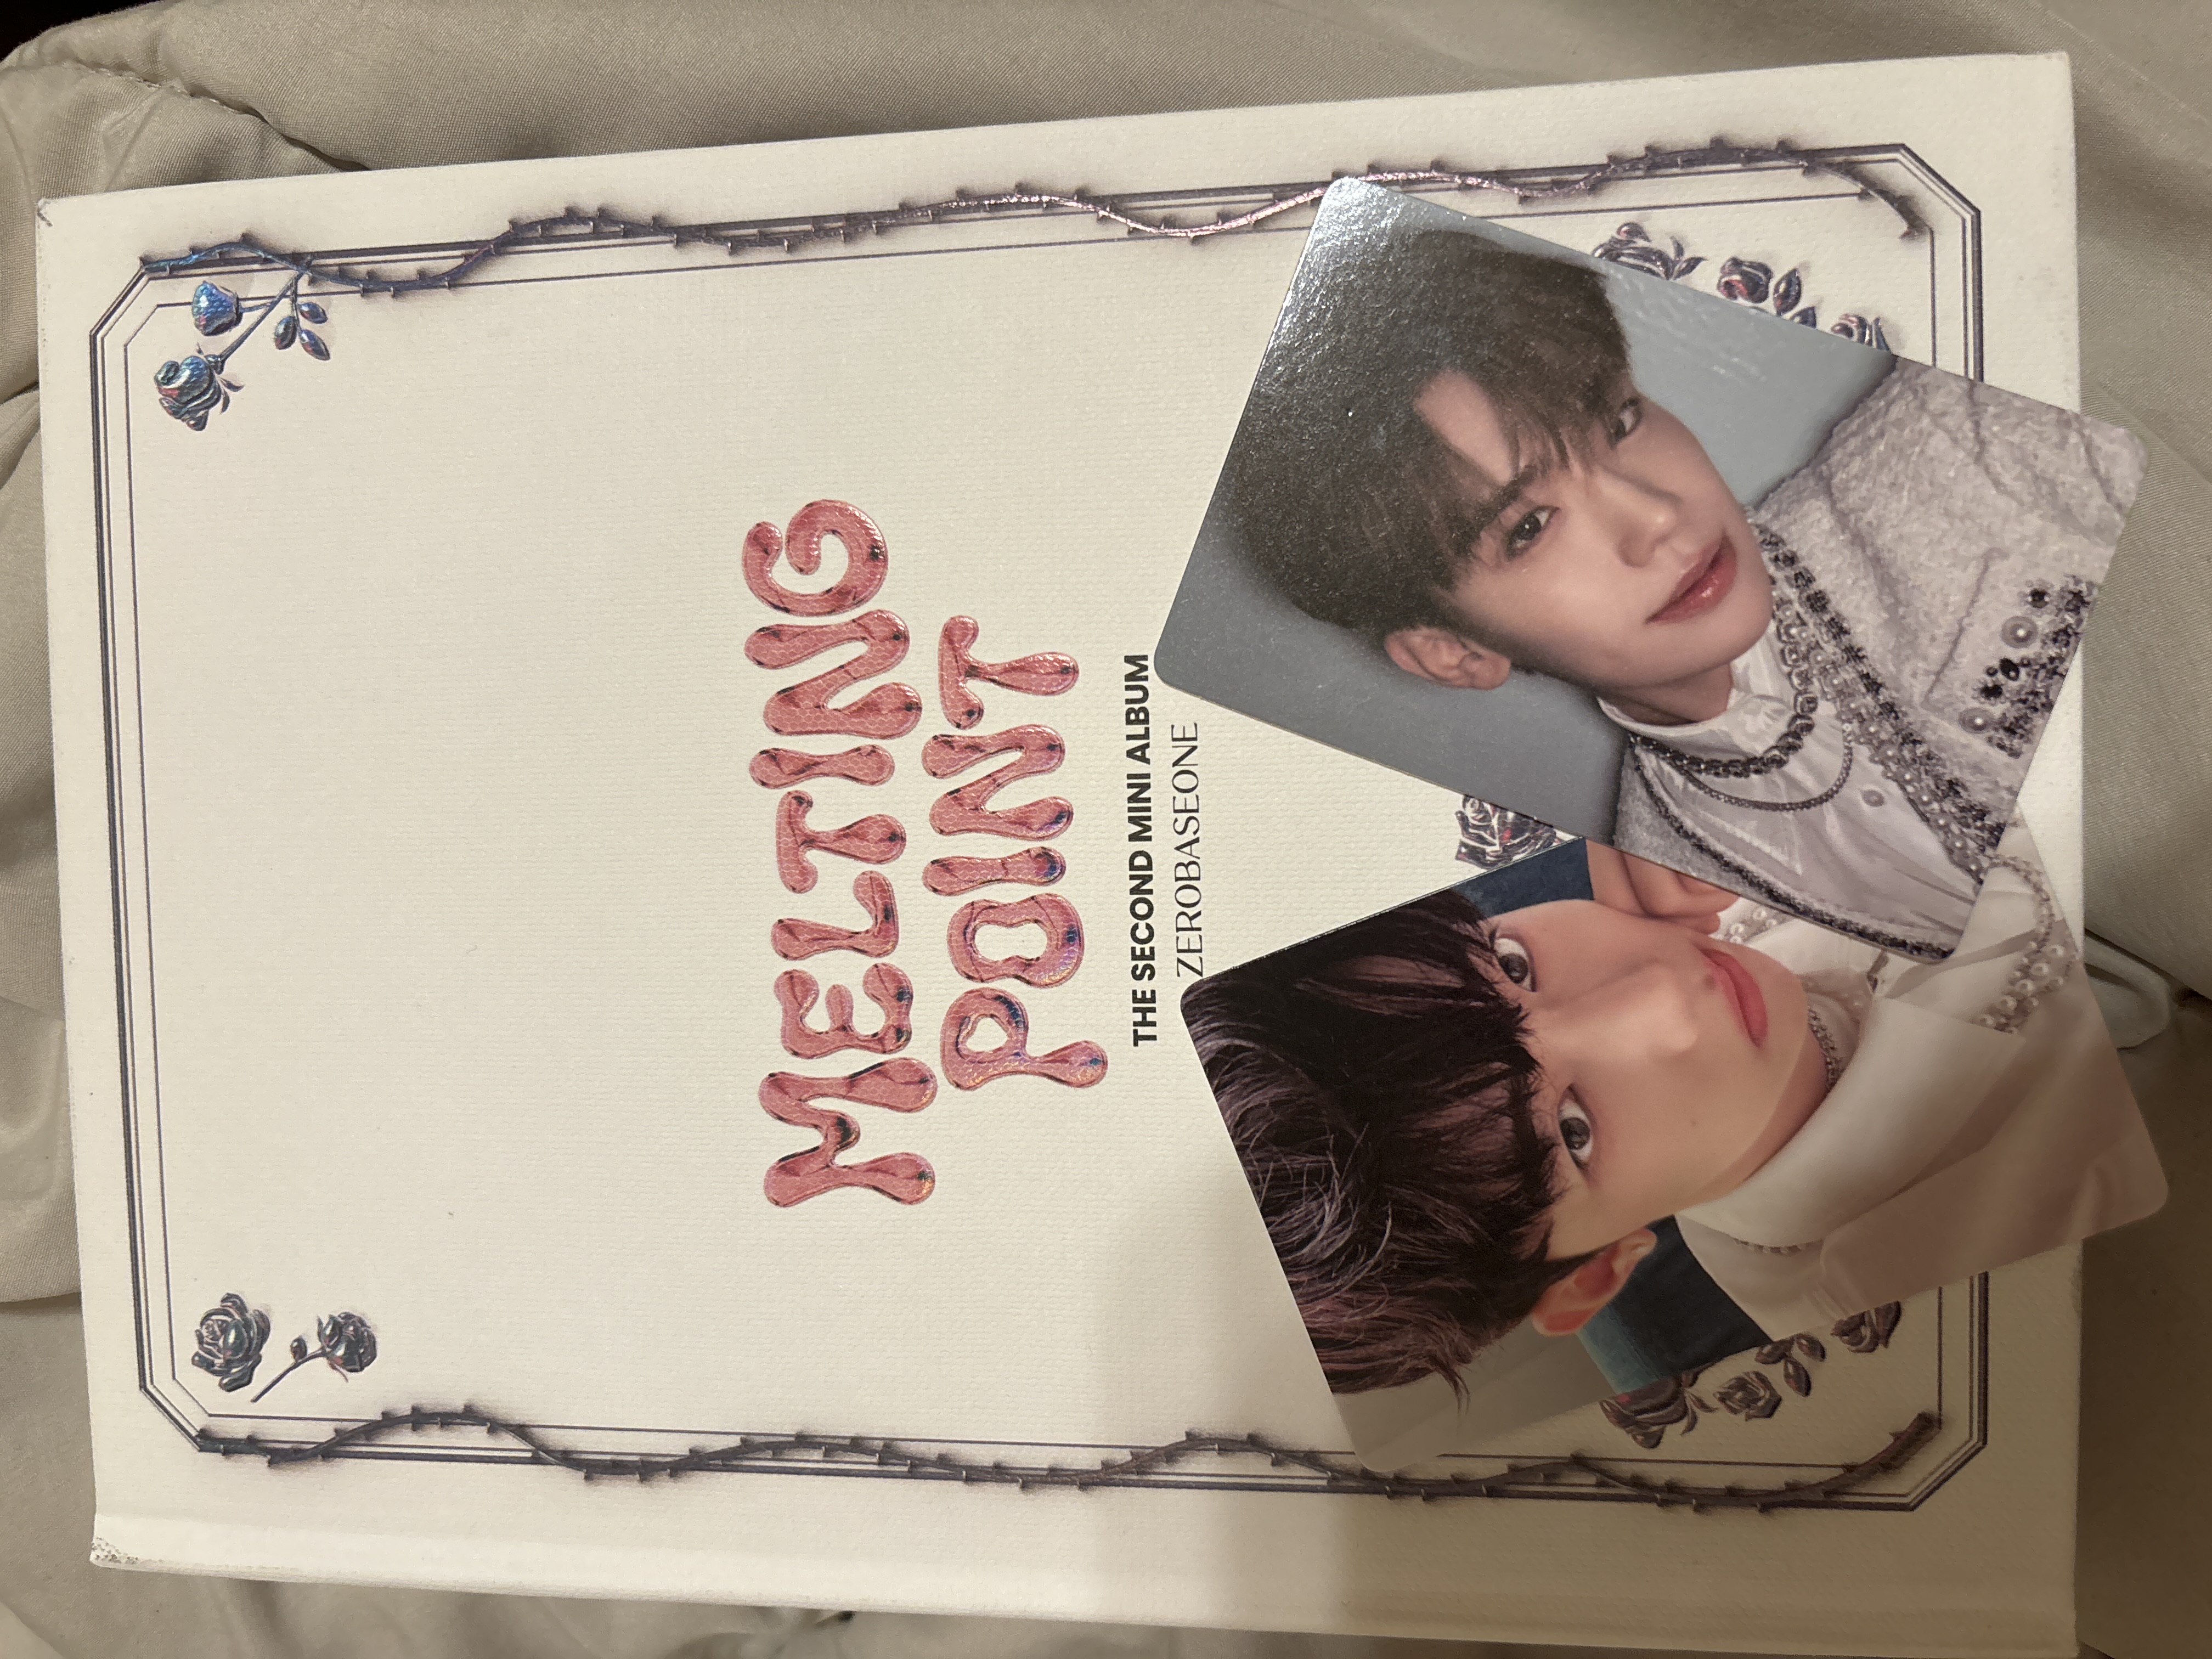 MELTING
POINT
THE SECOND MINI ALBUM
ZEROBASEONE